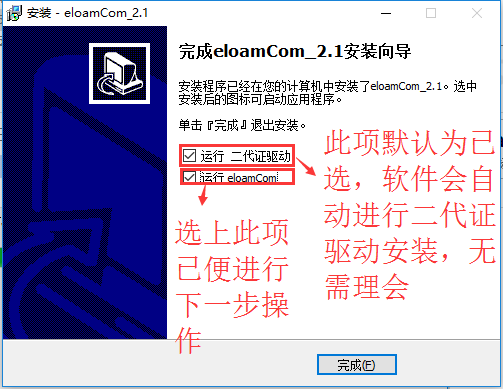 安装 - eloamCom_2.1
完成eloamCom_2.1安装向导
安装程序已经在您的计算机中安装了eloamCom_2.1。选中
安装后的图标可启动应用程序。
单击『完成』退出安装。
运行 二代证驱动
运行 eloamCom
此项默认为已
选，软件会自
动进行二代证
驱动安装，无
需理会
选上此项
已便进行
下一步操
作
完成(F)